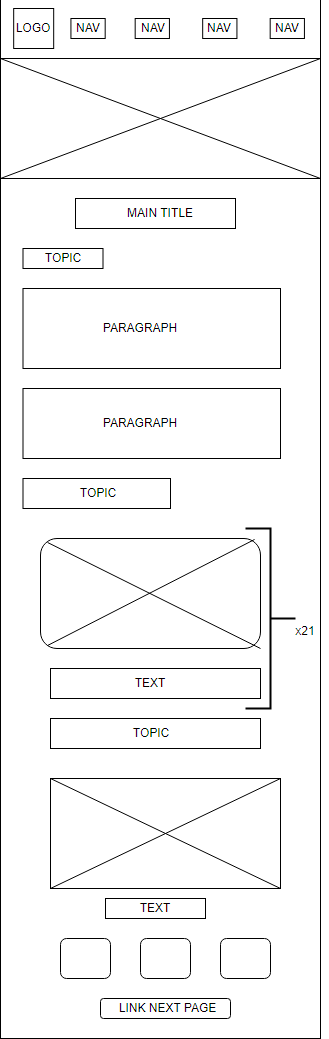 LOGO NAV NAV NAV NAV
MAIN TITLE
TOPIC
PARAGRAPH
PARAGRAPH
TOPIC
x21
TEXT
TOPIC
TEXT
LINK NEXT PAGE